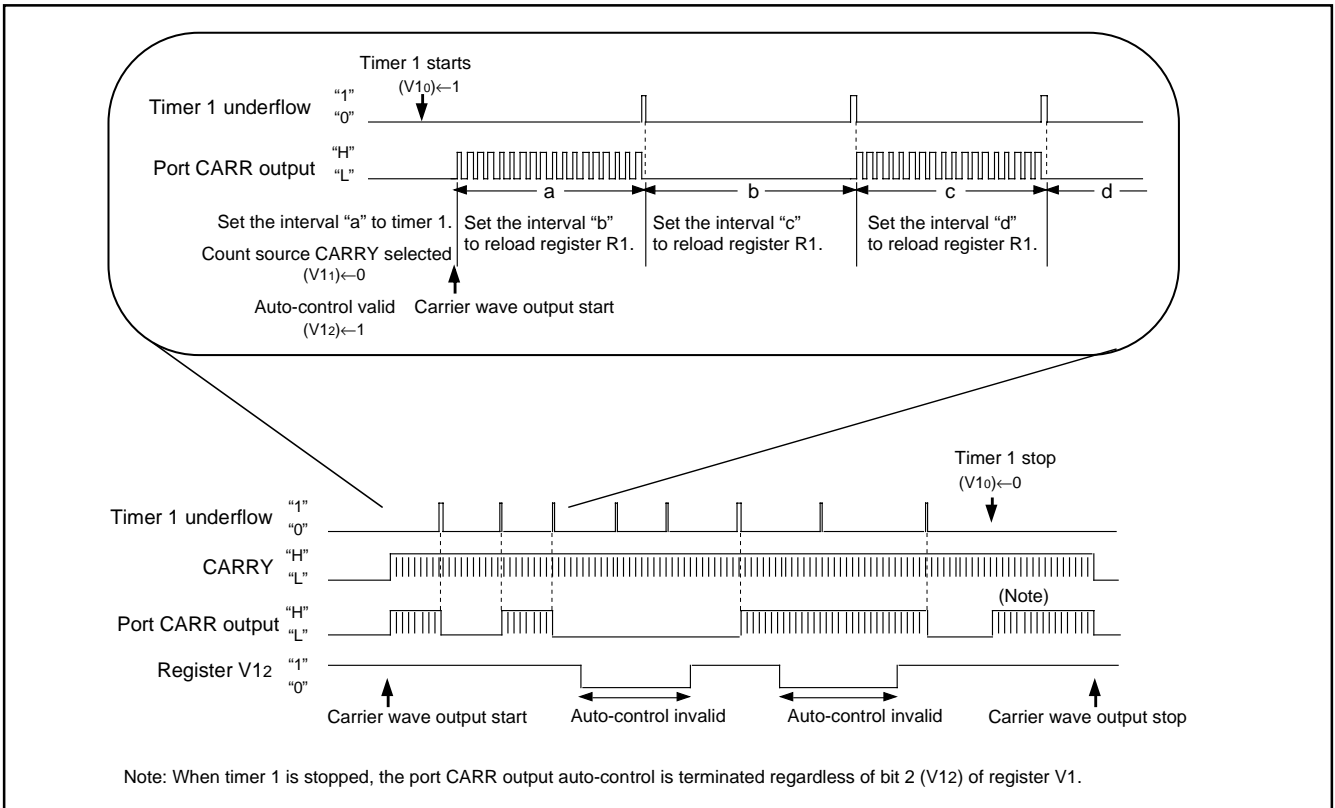 Timer 1 starts
(V10)←1
Timer 1 underflow
“1”
“0”
Port CARR output
“H”
“L”
a
b
c
d
Set the interval “a” to timer 1.
Set the interval “b”
to reload register R1.
Set the interval “c”
to reload register R1.
Set the interval “d”
to reload register R1.
Count source CARRY selected
(V11)←0
Auto-control valid
(V12)←1
Carrier wave output start
Timer 1 stop
(V10)←0
Timer 1 underflow
“1”
“0”
CARRY
“H”
“L”
(Note)
Port CARR output
“H”
“L”
Register V12
“1”
“0”
Carrier wave output start
Auto-control invalid
Auto-control invalid
Carrier wave output stop
Note: When timer 1 is stopped, the port CARR output auto-control is terminated regardless of bit 2 (V12) of register V1.